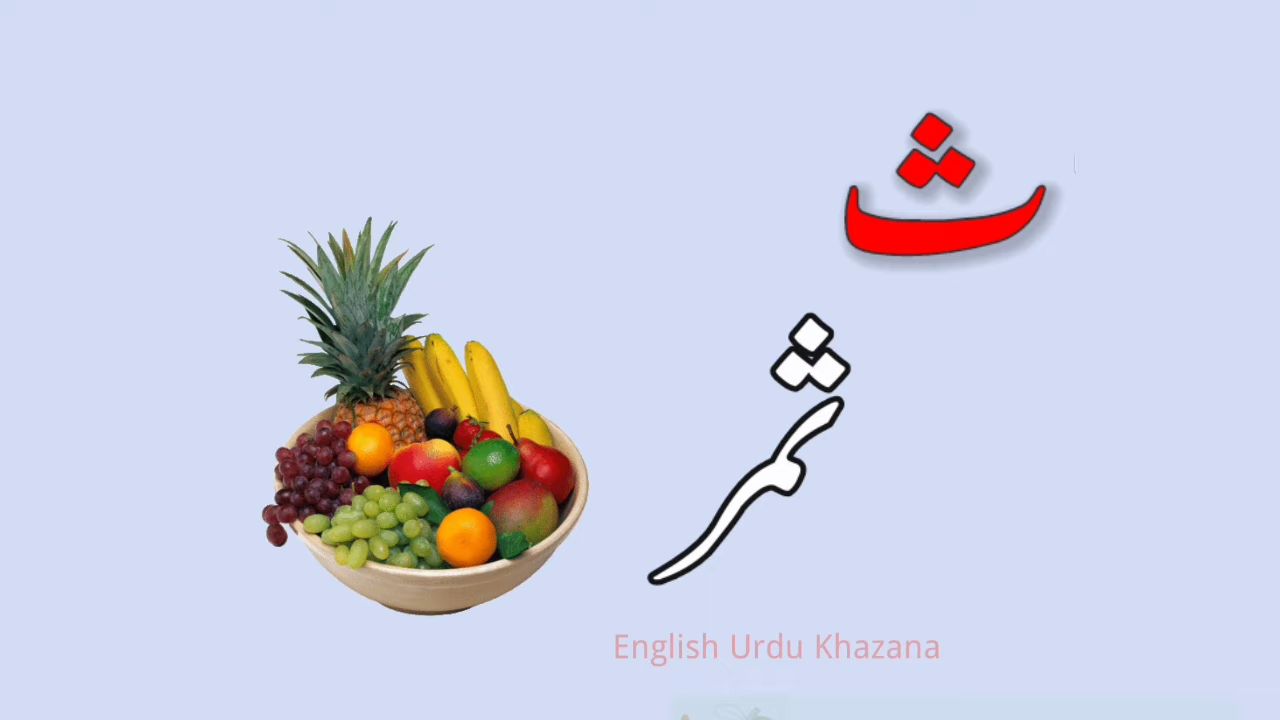 ث
ثمر
English Urdu Khazana